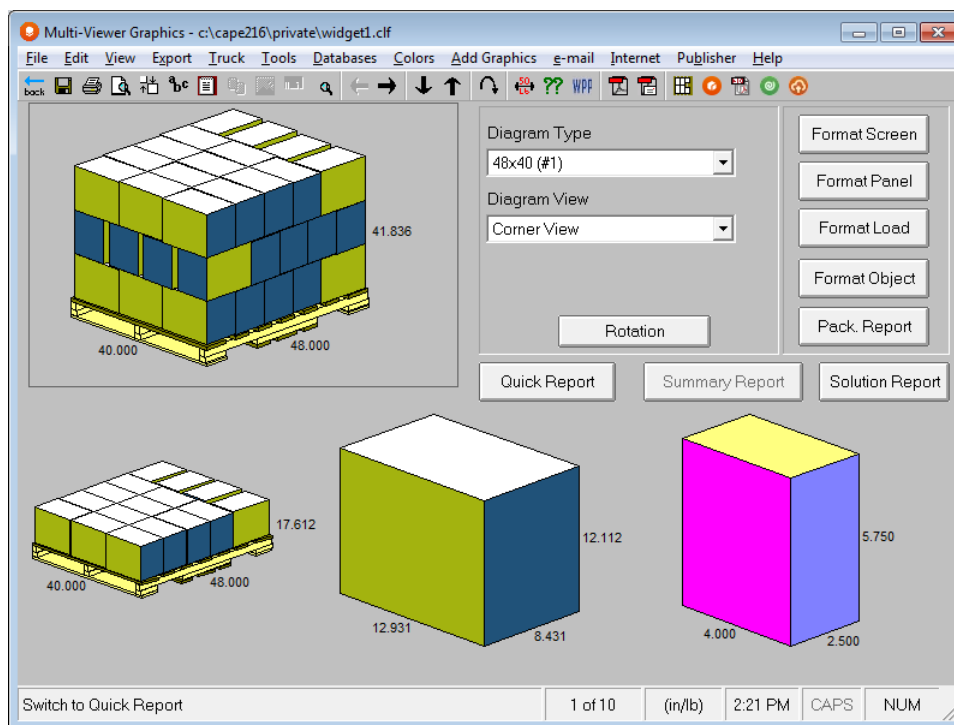 Multi-Viewer Graphics - c:\cape216\private\widget1.clf
File Edit View Export Truck Tools Databases Colors Add Graphics e-mail Internet Publisher Help
back abc 50 LB ?? WPF
Diagram Type
48x40 (#1)
Diagram View
Corner View
Rotation
Format Screen
Format Panel
Format Load
Format Object
Pack. Report
Quick Report
Summary Report
Solution Report
41.836
40.000
48.000
17.612
40.000
48.000
12.112
12.931
8.431
5.750
4.000
2.500
Switch to Quick Report
1 of 10
(in/lb)
2:21 PM
CAPS
NUM